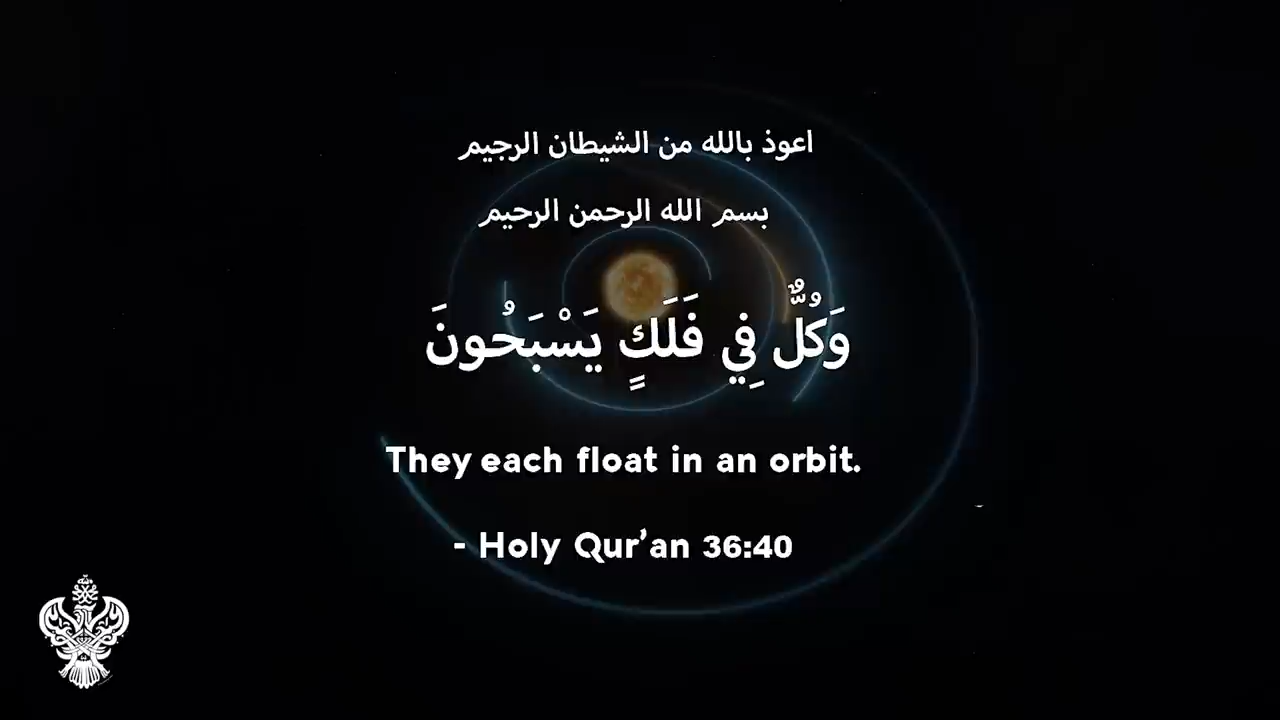 اعوذ بالله من الشيطان الرجيم
بسم الله الرحمن الرحيم
وَكُلٌّ فِي فَلَكٍ يَسْبَحُونَ
They each float in an orbit.
- Holy Qur'an 36:40